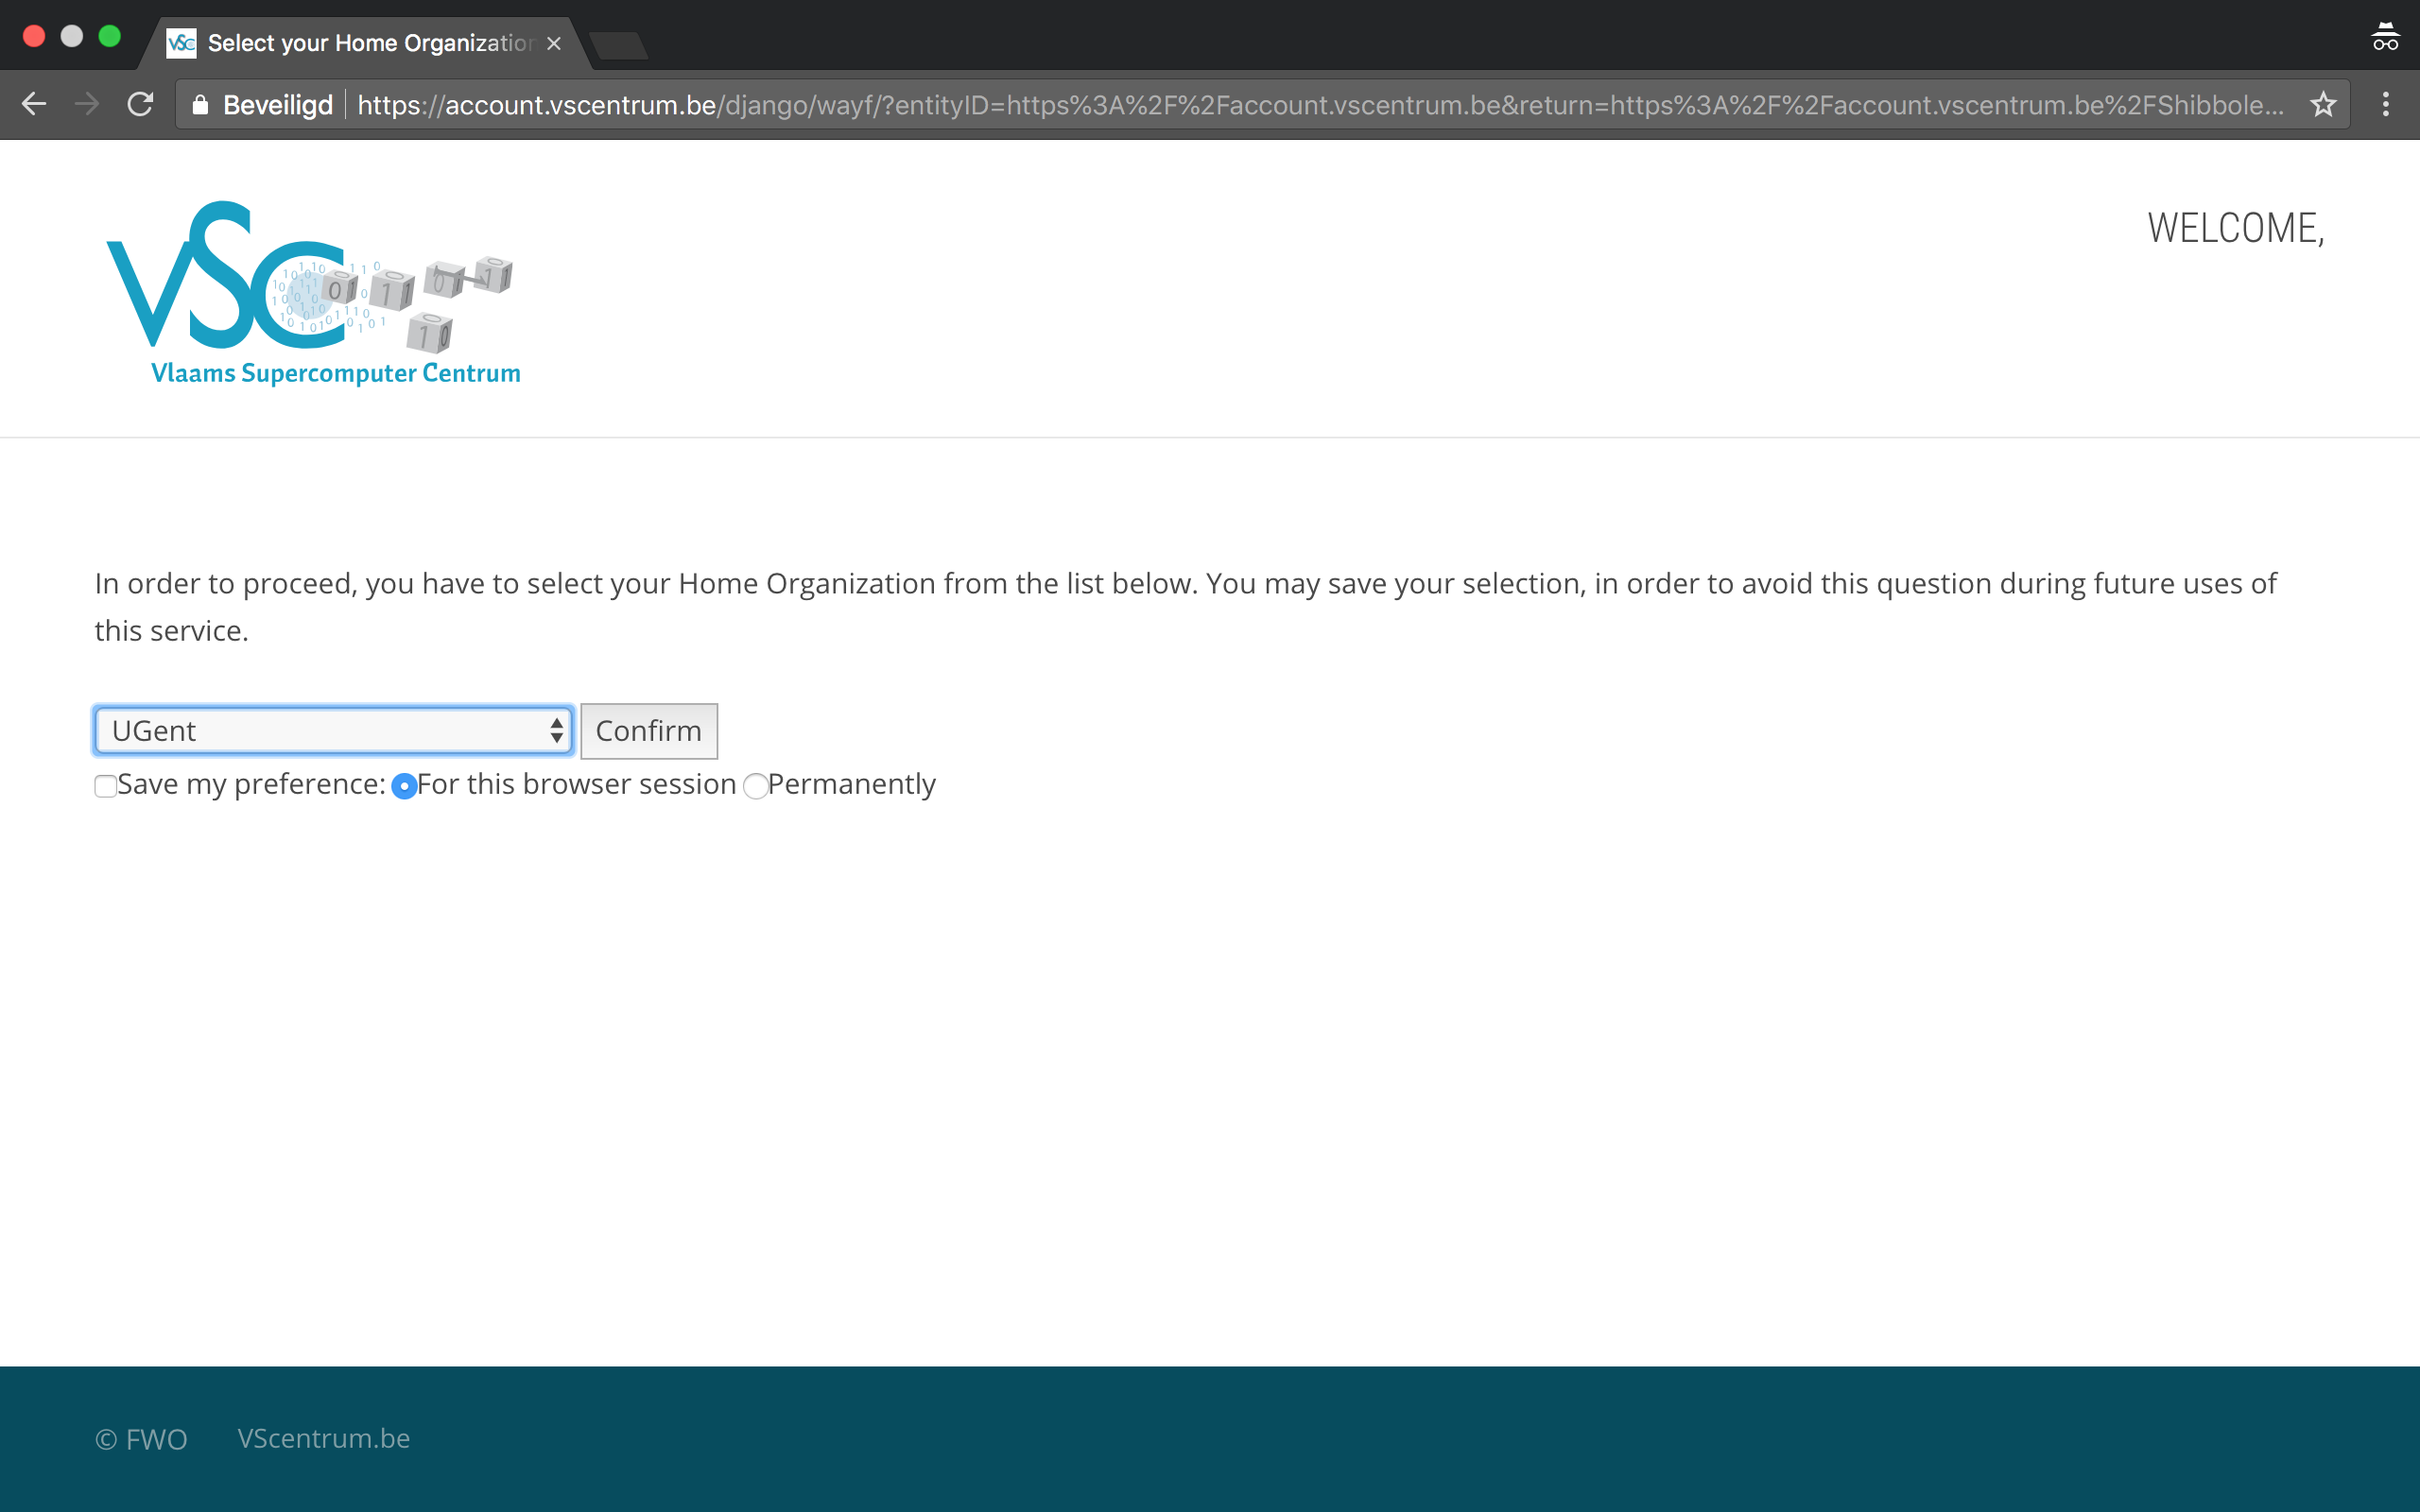 Select your Home Organization
Beveiligd https://account.vscentrum.be/django/wayf/?entityID=https%3A%2F%2Faccount.vscentrum.be&return=https%3A%2F%2Faccount.vscentrum.be%2FShibbole...
vsc
Vlaams Supercomputer Centrum
WELCOME,
In order to proceed, you have to select your Home Organization from the list below. You may save your selection, in order to avoid this question during future uses of
this service.
UGent
Confirm
Save my preference: For this browser session Permanently
© FWO VScentrum.be